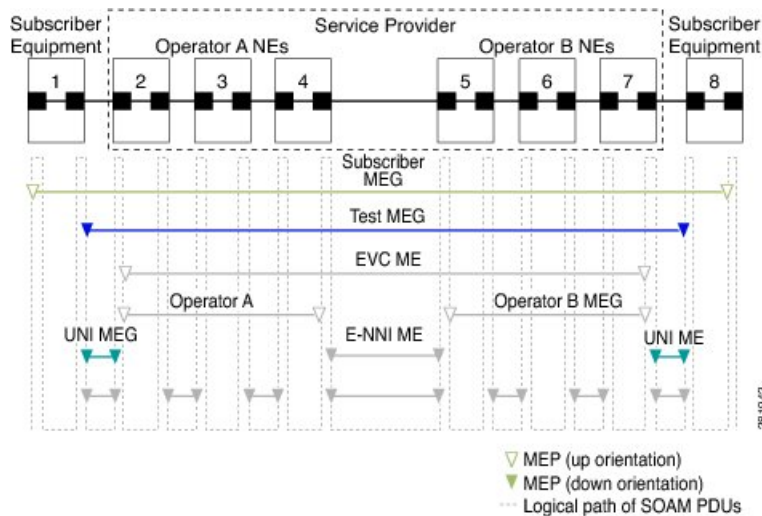 Subscriber
Equipment
Service Provider
Subscriber
Equipment
Operator A NEs
Operator B NEs
1
2
3
4
5
6
7
8
Subscriber
MEG
Test MEG
EVC ME
Operator A
Operator B MEG
UNI MEG
E-NNI ME
UNI ME
MEP (up orientation)
MEP (down orientation)
Logical path of SOAM PDUs